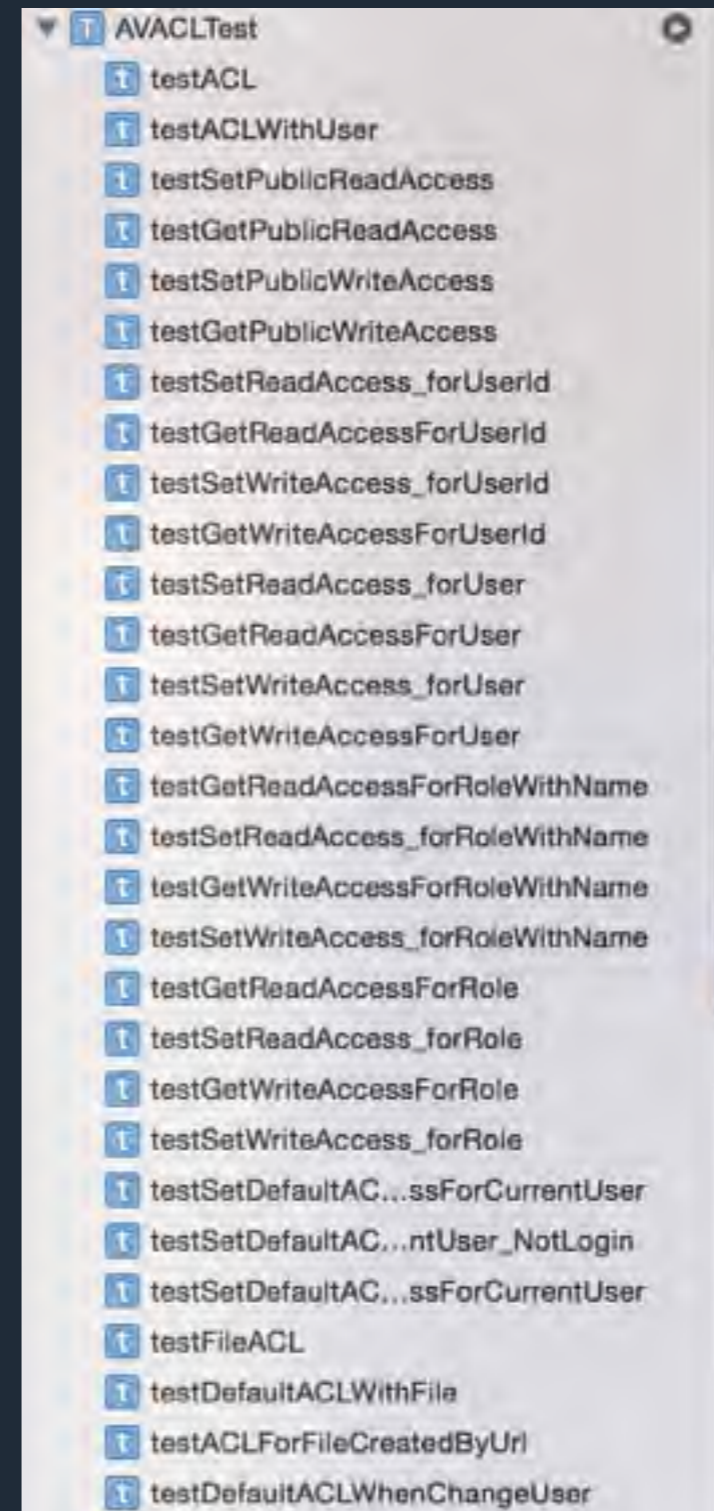 T AVACLTest
t testACL
t testACLWithUser
t testSetPublicReadAccess
t testGetPublicReadAccess
t testSetPublicWriteAccess
t testGetPublicWriteAccess
t testSetReadAccess_forUserId
t testGetReadAccessForUserId
t testSetWriteAccess_forUserId
t testGetWriteAccessForUserId
t testSetReadAccess_forUser
t testGetReadAccessForUser
t testSetWriteAccess_forUser
t testGetWriteAccessForUser
t testGetReadAccessForRoleWithName
t testSetReadAccess_forRoleWithName
t testGetWriteAccessForRoleWithName
t testSetWriteAccess_forRoleWithName
t testGetReadAccessForRole
t testSetReadAccess_forRole
t testGetWriteAccessForRole
t testSetWriteAccess_forRole
t testSetDefaultAC...ssForCurrentUser
t testSetDefaultAC...ntUser_NotLogin
t testSetDefaultAC...ssForCurrentUser
t testFileACL
t testDefaultACLWithFile
t testACLForFileCreatedByUrl
t testDefaultACLWhenChangeUser